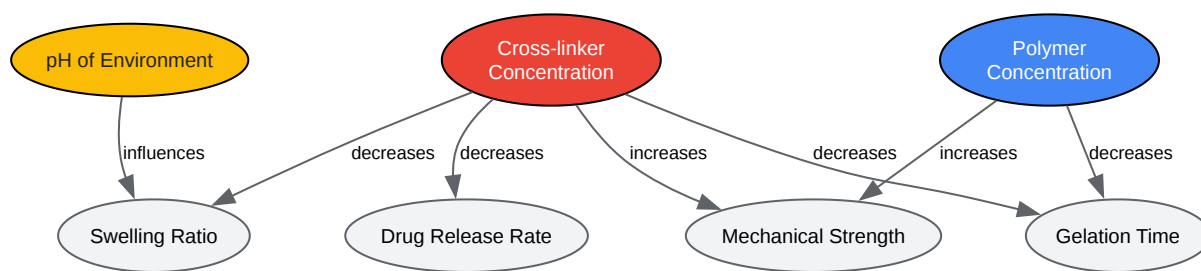 pH of Environment
Cross-linker
Concentration
Polymer
Concentration
influences
decreases
decreases
increases
decreases
increases
decreases
Swelling Ratio
Drug Release Rate
Mechanical Strength
Gelation Time